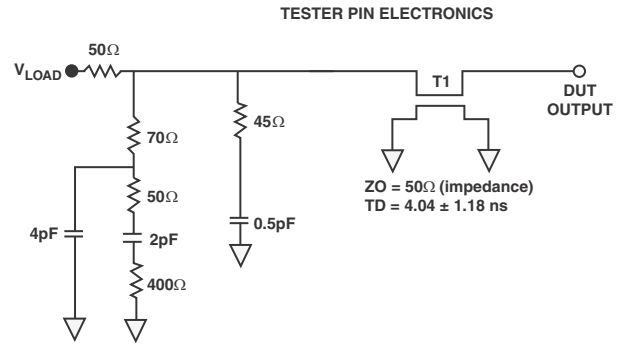 TESTER PIN ELECTRONICS
50Ω
VLOAD
T1
DUT
OUTPUT
70Ω
45Ω
50Ω
4pF
2pF
0.5pF
400Ω
ZO = 50Ω (impedance)
TD = 4.04 ± 1.18 ns